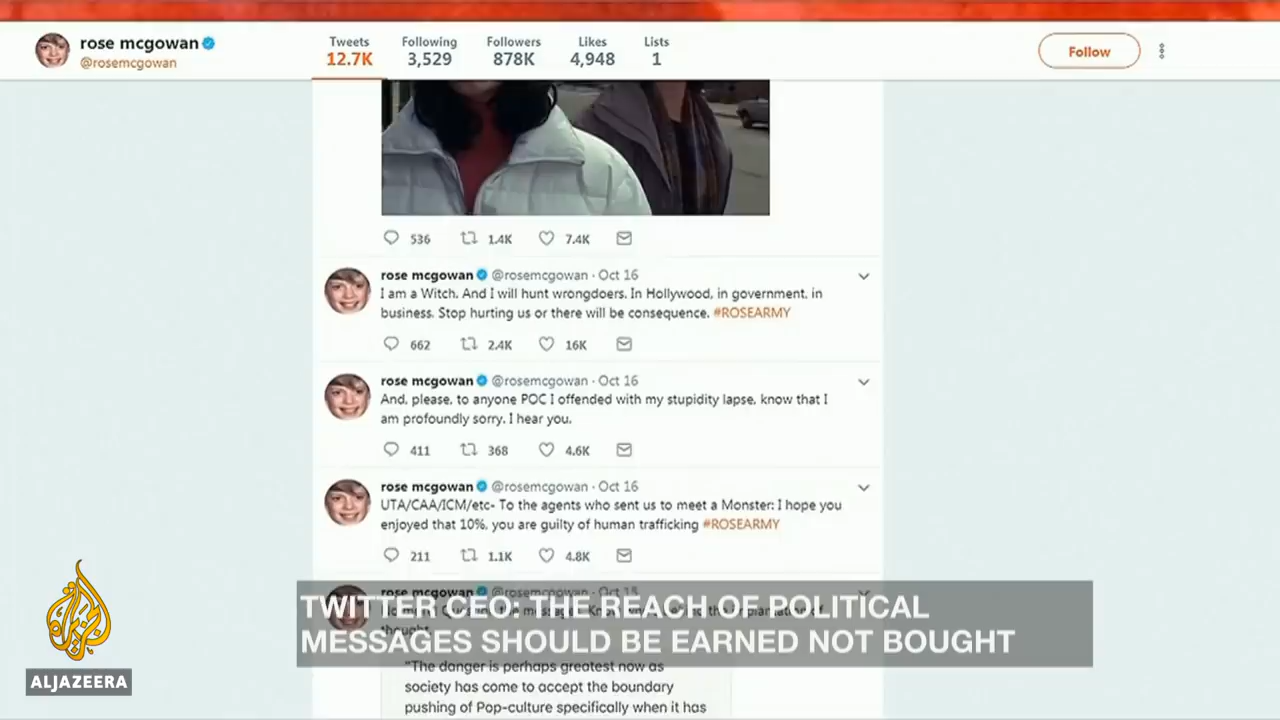 rose mcgowan
@rosemcgowan
Tweets
12.7K
Following
3,529
Followers
878K
Likes
4,948
Lists
1
Follow
536 1.4K 7.4K
rose mcgowan @rosemcgowan · Oct 16
I am a Witch. And I will hunt wrongdoers. In Hollywood, in government, in
business. Stop hurting us or there will be consequence. #ROSEARMY
662 2.4K 16K
rose mcgowan @rosemcgowan · Oct 16
And, please, to anyone POC I offended with my stupidity lapse, know that I
am profoundly sorry. I hear you.
411 368 4.6K
rose mcgowan @rosemcgowan · Oct 16
UTA/CAA/ICM/etc- To the agents who sent us to meet a Monster: I hope you
enjoyed that 10%, you are guilty of human trafficking #ROSEARMY
211 1.1K 4.8K
rose mcgowan @rosemcgowan · Oct
thought
TWITTER CEO: THE REACH OF POLITICAL
MESSAGES SHOULD BE EARNED NOT BOUGHT
"The danger is perhaps greatest now as
society has come to accept the boundary
pushing of Pop-culture specifically when it has
ALJAZEERA